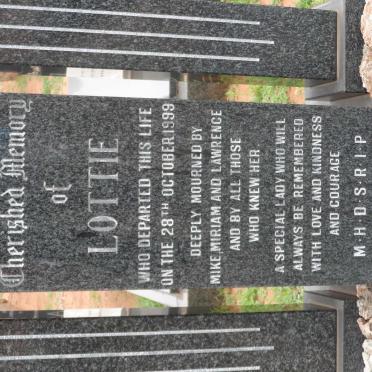 Cherished Memory
of
LOTTIE
WHO DEPARTED THIS LIFE
ON THE 28TH OCTOBER 1999
DEEPLY MOURNED BY
MIKE, MIRIAM AND LAWRENCE
AND BY ALL THOSE
WHO KNEW HER
A SPECIAL LADY WHO WILL
ALWAYS BE REMEMBERED
WITH LOVE AND KINDNESS
AND COURAGE
M H D S R I P